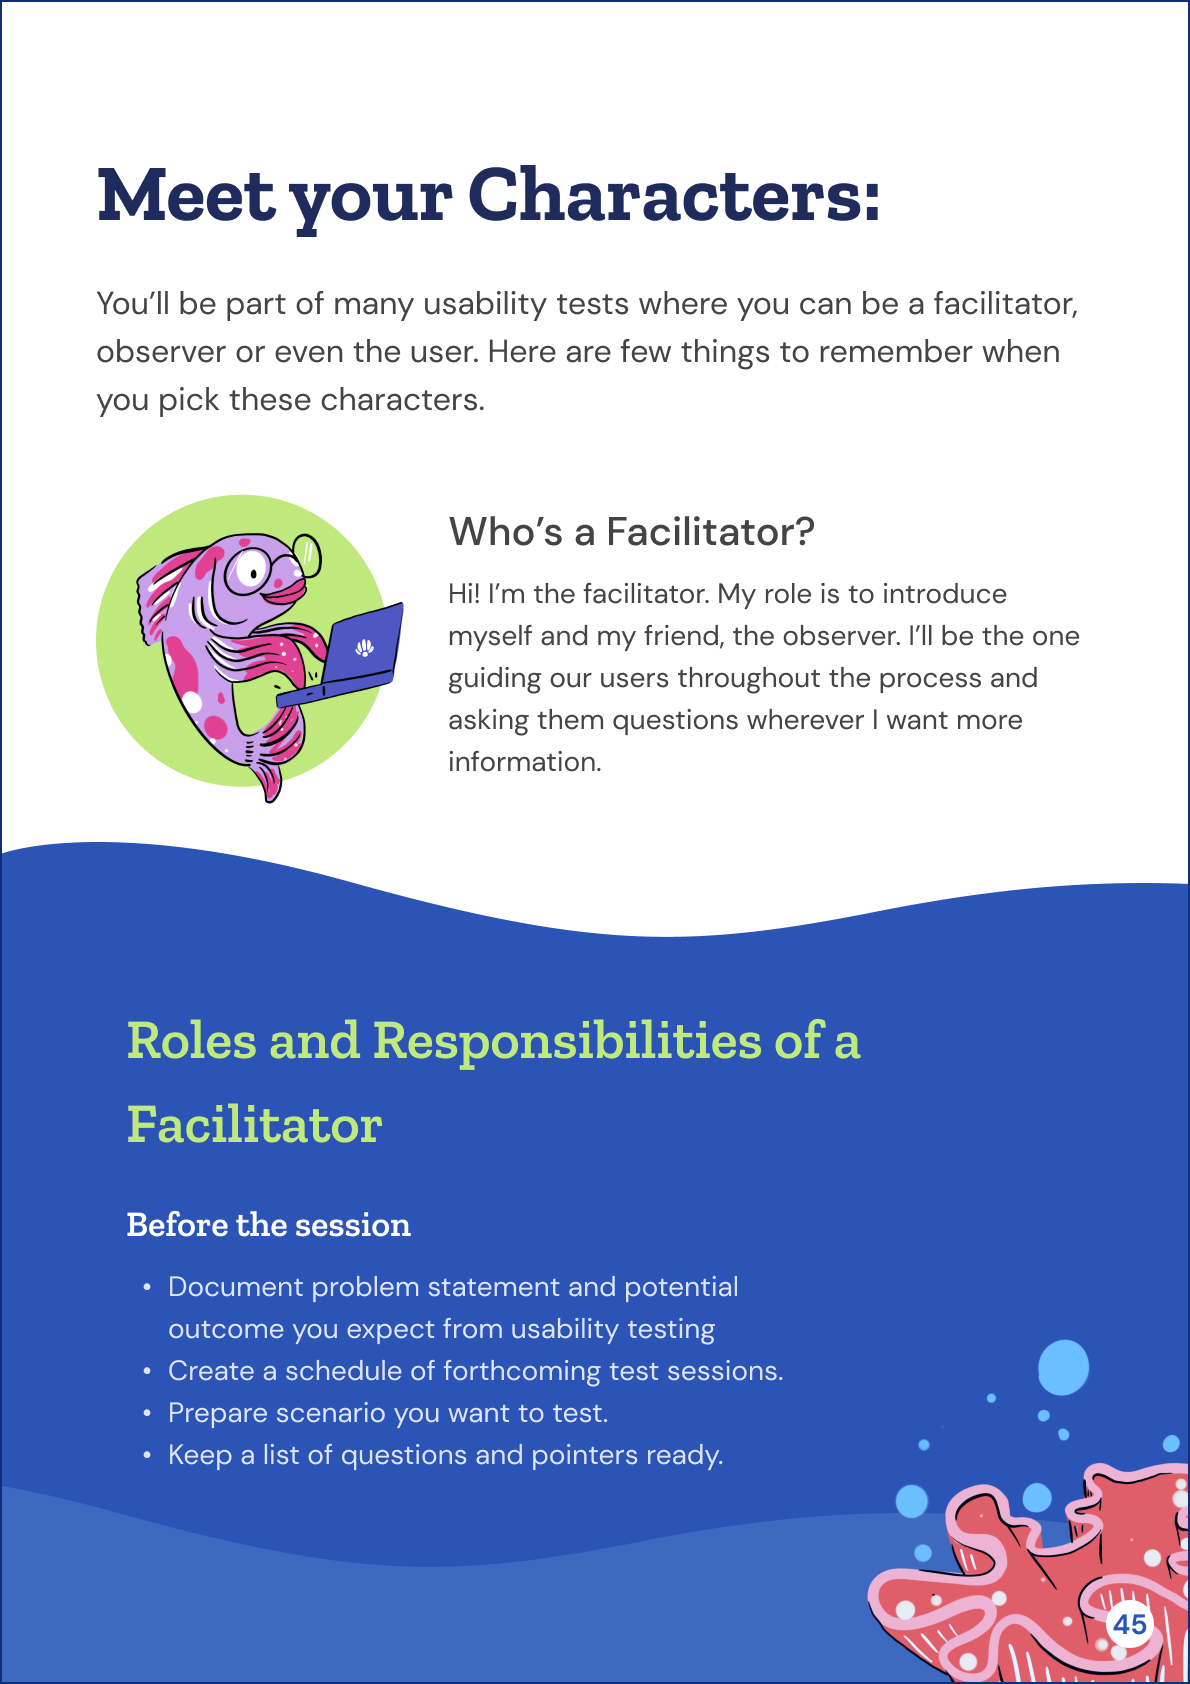 Meet your Characters:
You’ll be part of many usability tests where you can be a facilitator,
observer or even the user. Here are few things to remember when
you pick these characters.
Who’s a Facilitator?
Hi! I’m the facilitator. My role is to introduce
myself and my friend, the observer. I’ll be the one
guiding our users throughout the process and
asking them questions wherever I want more
information.
Roles and Responsibilities of a
Facilitator
Before the session
• Document problem statement and potential
outcome you expect from usability testing
• Create a schedule of forthcoming test sessions.
• Prepare scenario you want to test.
• Keep a list of questions and pointers ready.
45